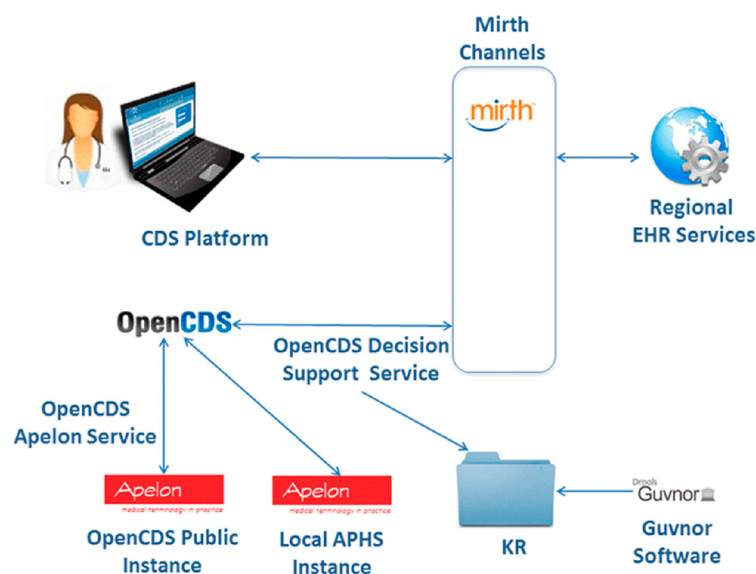 Mirth
Channels
mirth™
CDS Platform
Regional
EHR Services
OpenCDS
OpenCDS Decision
Support Service
OpenCDS
Apelon Service
Apelon
medical terminology in practice
OpenCDS Public
Instance
Apelon
medical terminology in practice
Local APHS
Instance
KR
Drools
Guvnor
Guvnor
Software